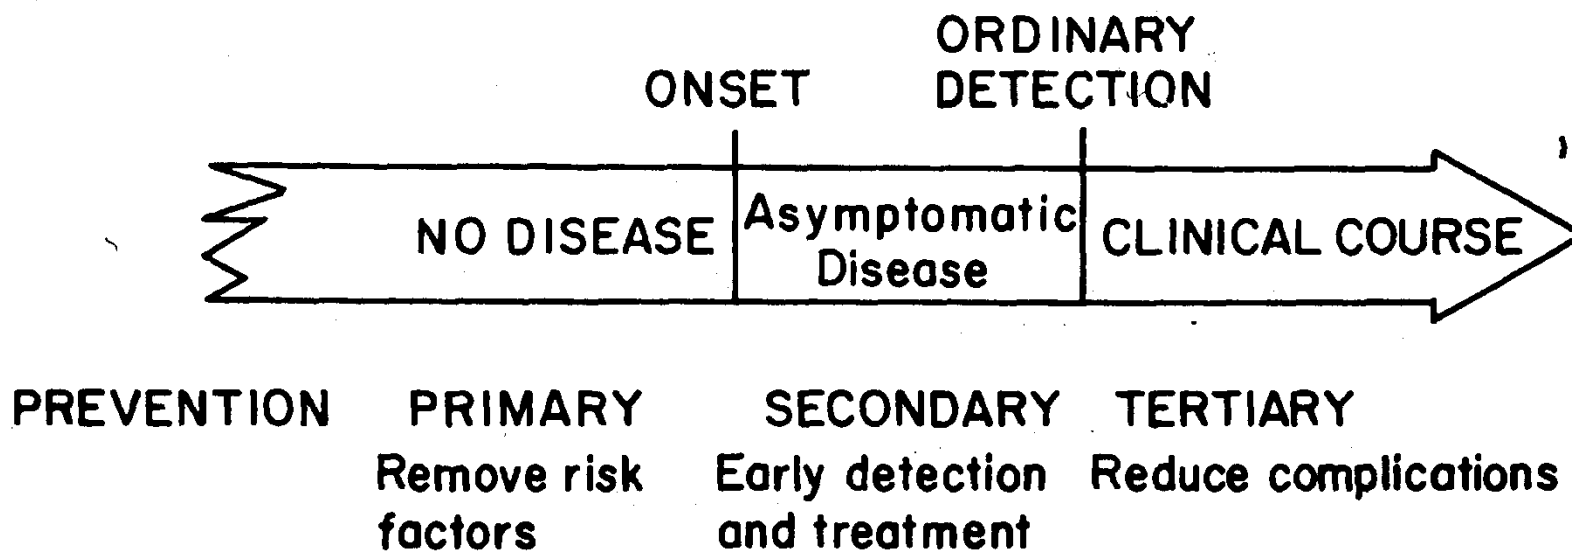 ONSET
ORDINARY
DETECTION
NO DISEASE
Asymptomatic
Disease
CLINICAL COURSE
PREVENTION PRIMARY SECONDARY TERTIARY
Remove risk Early detection Reduce complications
factors and treatment